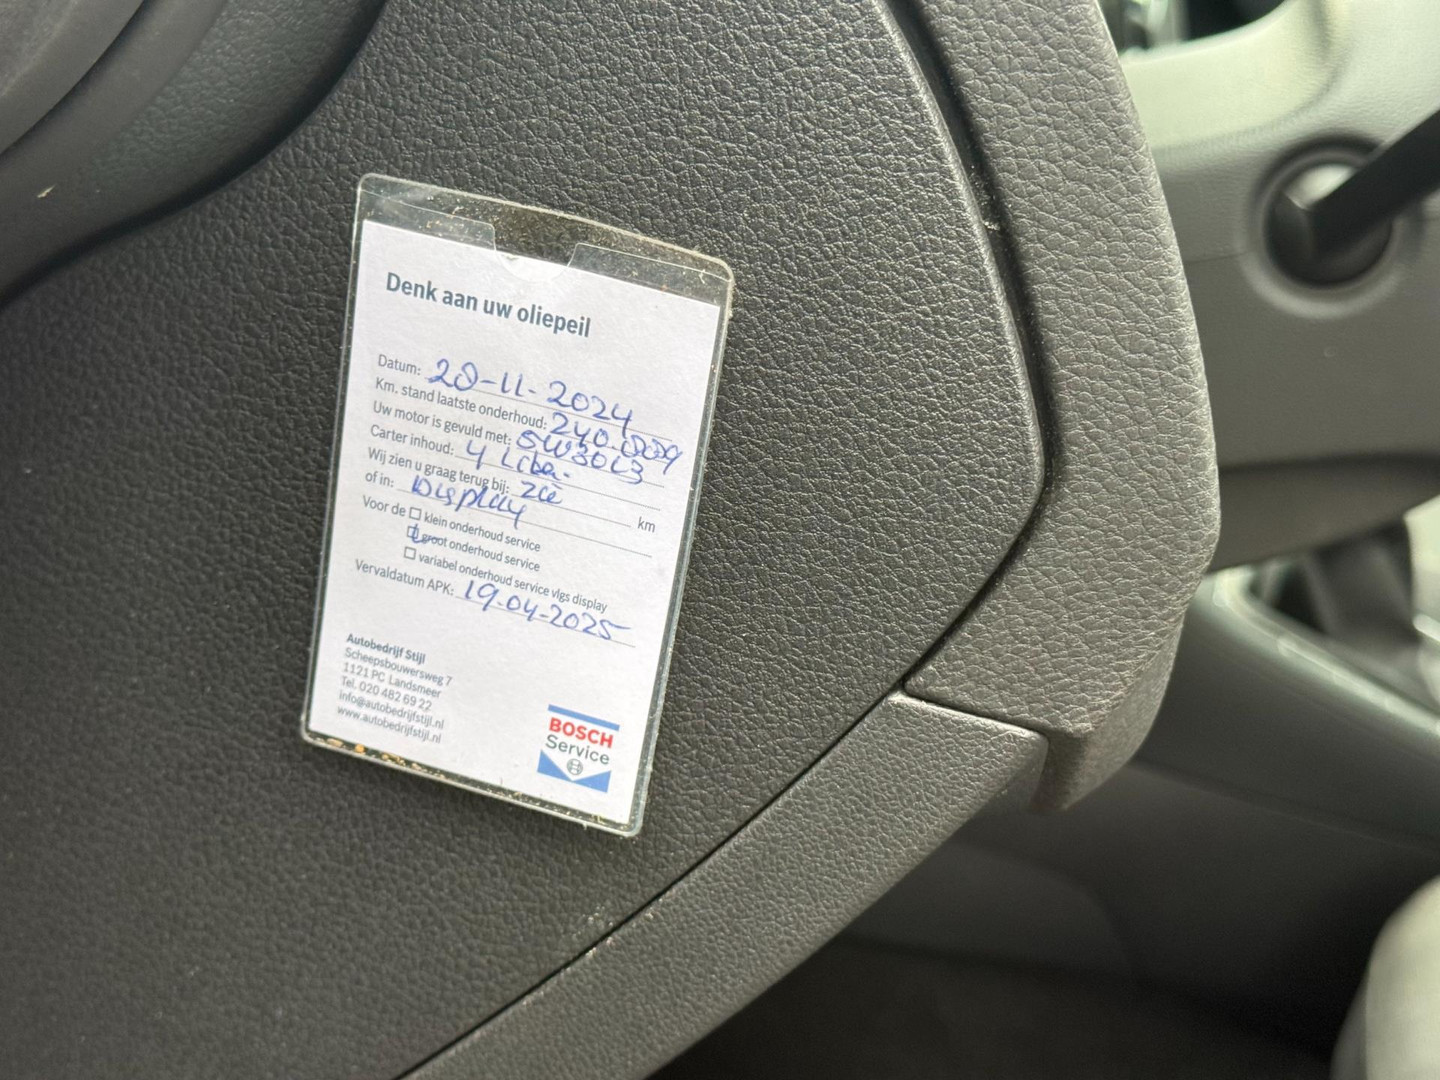 Denk aan uw oliepeil
Datum: 20-11-2024
Km. stand laatste onderhoud: 240.
Uw motor is gevuld met: 5W30 C3
Carter inhoud: 4 Liter.
Wij zien u graag terug bij: zie km
of in: Display
Voor de klein onderhoud service
groot onderhoud service
variabel onderhoud service vlgs display
Vervaldatum APK: 19-04-2025
Autobedrijf Stijl
Scheepsbouwersweg 7
1121 PC Landsmeer
Tel. 020 482 69 22
info@autobedrijfstijl.nl
www.autobedrijfstijl.nl
BOSCH
Service